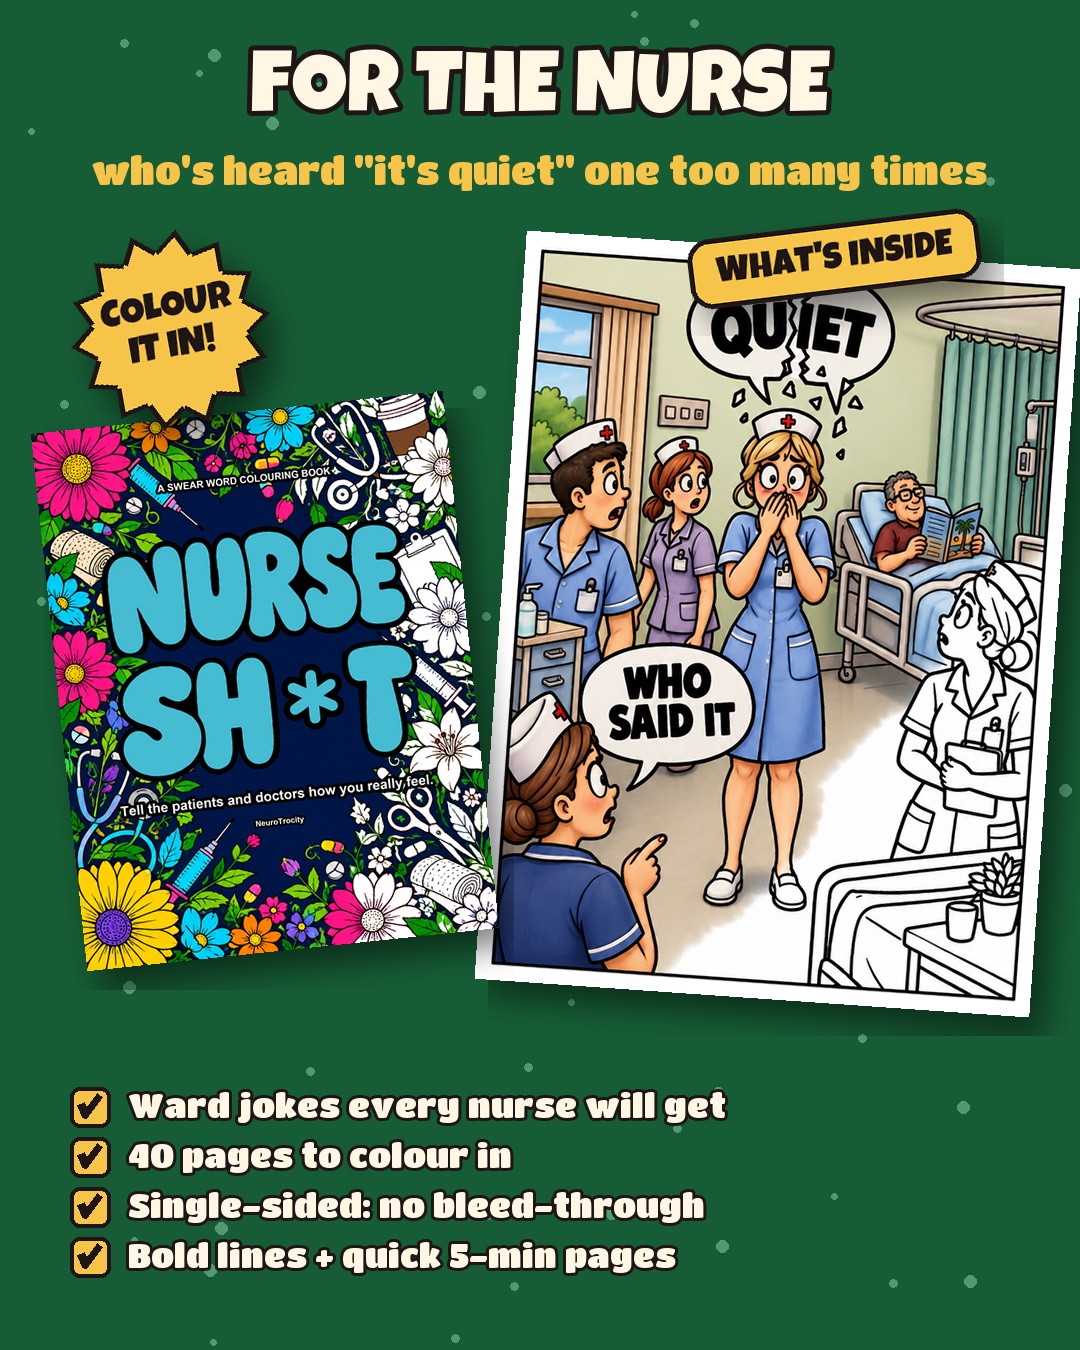 FOR THE NURSE
who's heard "it's quiet" one too many times
COLOUR
IT IN!
A SWEAR WORD COLOURING BOOK
NURSE
SH*T
Tell the patients and doctors how you really feel.
NeuroTrocity
WHAT'S INSIDE
QUIET
WHO
SAID IT
Ward jokes every nurse will get
40 pages to colour in
Single-sided: no bleed-through
Bold lines + quick 5-min pages